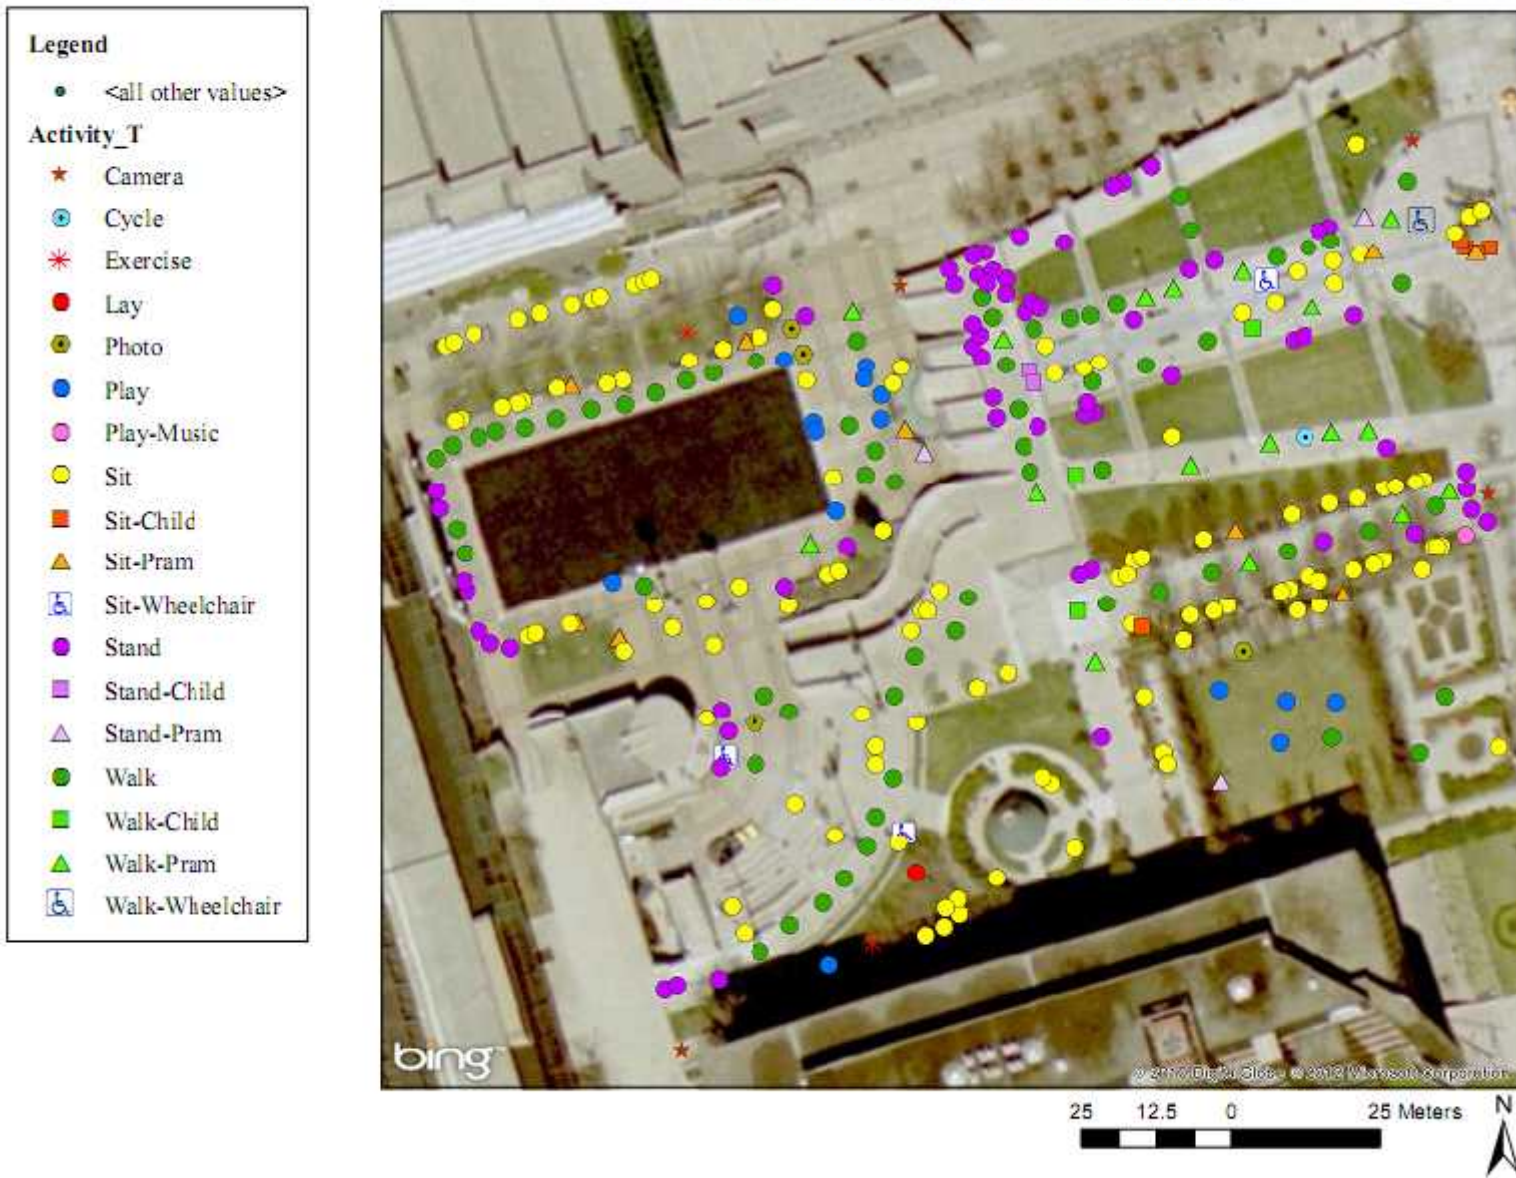 Legend
<all other values>
Activity_T
Camera
Cycle
Exercise
Lay
Photo
Play
Play-Music
Sit
Sit-Child
Sit-Pram
Sit-Wheelchair
Stand
Stand-Child
Stand-Pram
Walk
Walk-Child
Walk-Pram
Walk-Wheelchair
bing
Microsoft Corporation
25 12.5 0 25 Meters
N